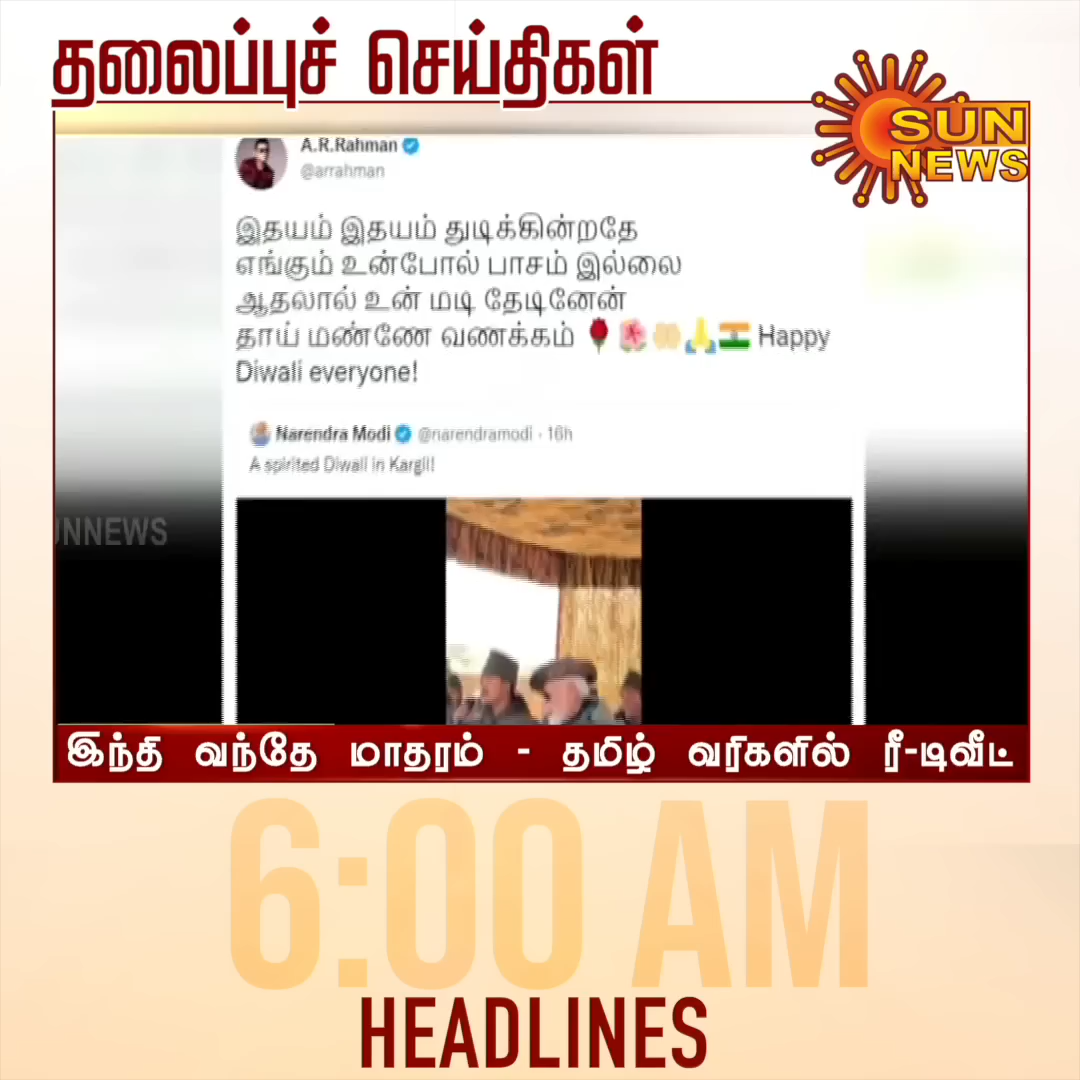 தலைப்புச் செய்திகள்
SUN
NEWS
A.R.Rahman
@arrahman
இதயம் இதயம் துடிக்கின்றதே
எங்கும் உன்போல் பாசம் இல்லை
ஆதலால் உன் மடி தேடினேன்
தாய் மண்ணே வணக்கம் 🌹🌺🤲🙏🇮🇳 Happy
Diwali everyone!
Narendra Modi @narendramodi · 16h
A spirited Diwali in Kargil!
UNNEWS
இந்தி வந்தே மாதரம் - தமிழ் வரிகளில் ரீ-டிவீட்
6:00 AM
HEADLINES